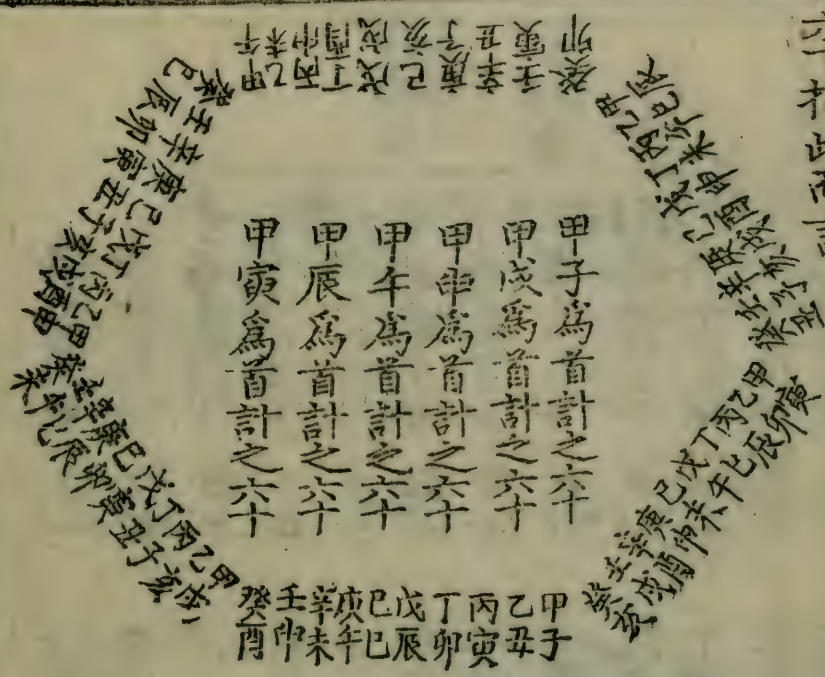 甲子爲首計之六十
甲戌爲首計之六十
甲申爲首計之六十
甲午爲首計之六十
甲辰爲首計之六十
甲寅爲首計之六十
甲子乙丑丙寅丁卯戊辰己巳庚午辛未壬申癸酉
甲戌乙亥丙子丁丑戊寅己卯庚辰辛巳壬午癸未
甲申乙酉丙戌丁亥戊子己丑庚寅辛卯壬辰癸巳
甲午乙未丙申丁酉戊戌己亥庚子辛丑壬寅癸卯
甲辰乙巳丙午丁未戊申己酉庚戌辛亥壬子癸丑
甲寅乙卯丙辰丁巳戊午己未庚申辛酉壬戌癸亥